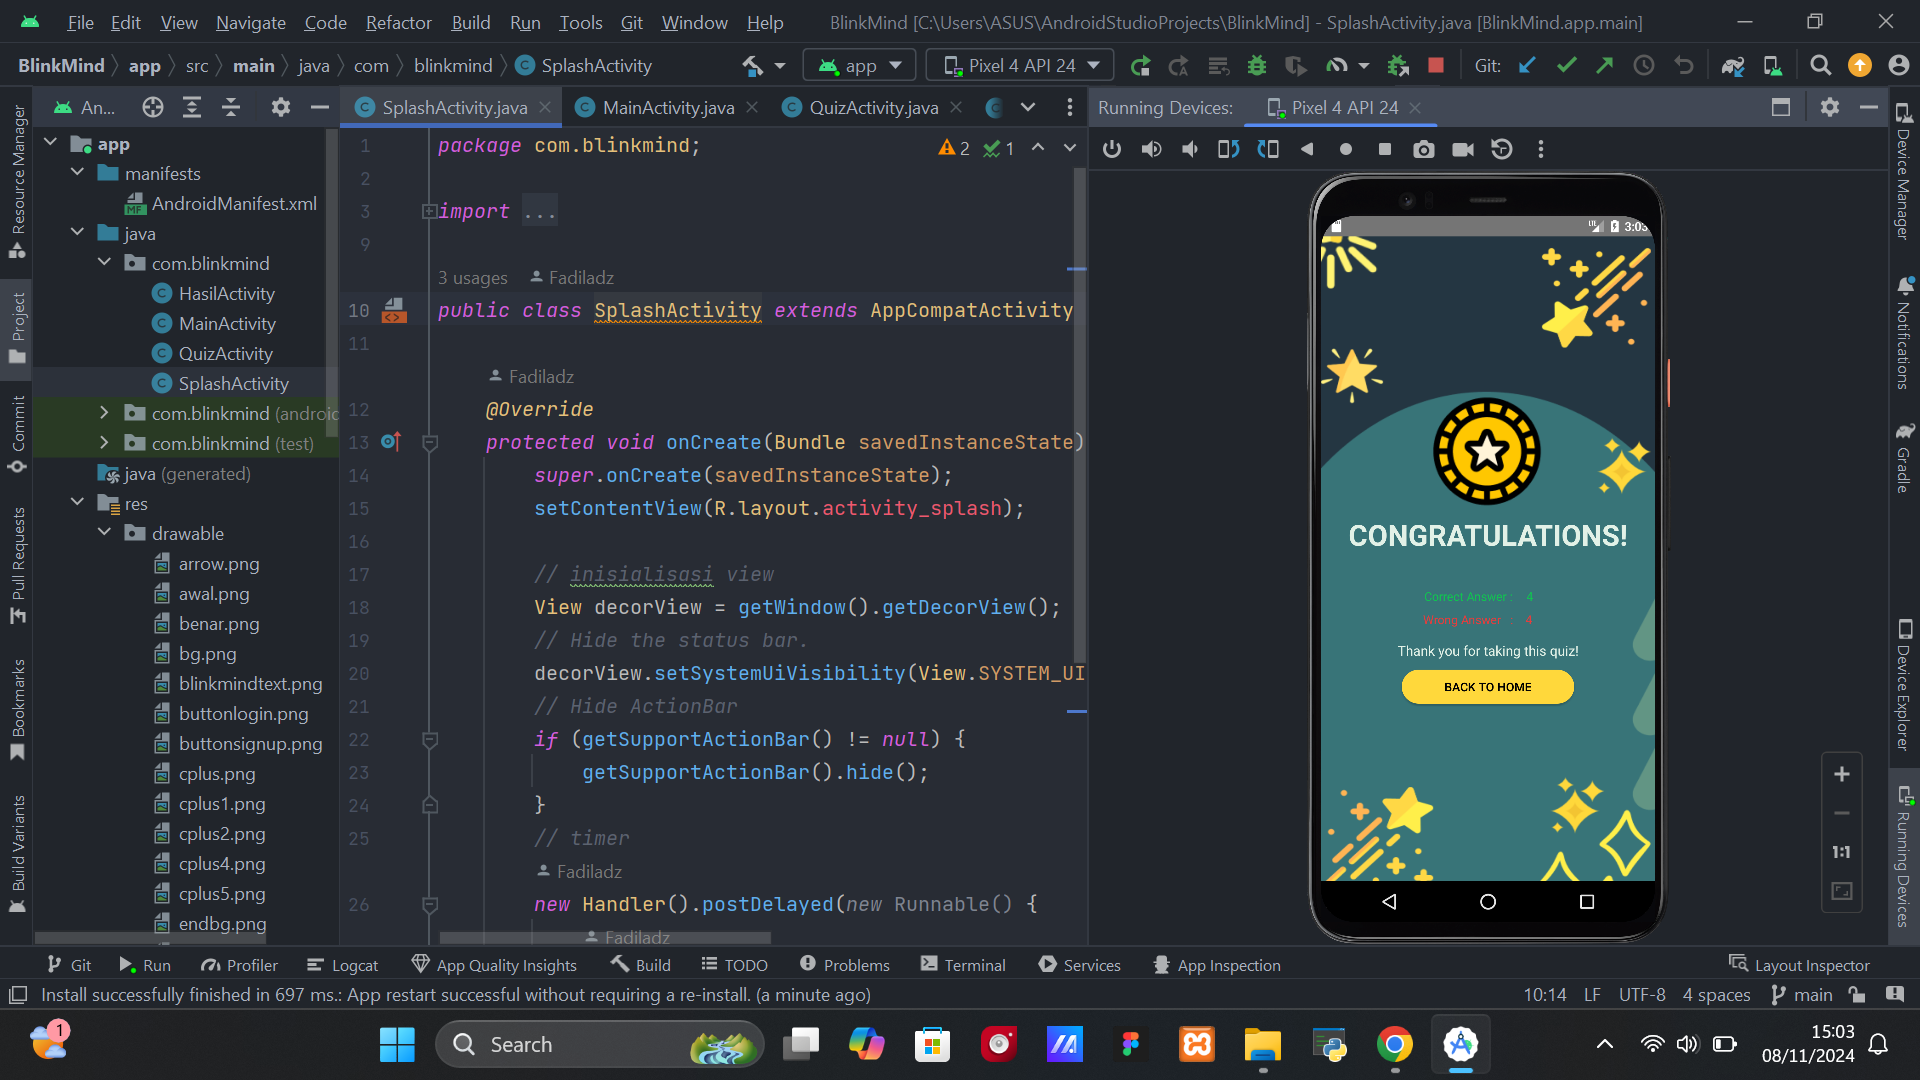 File Edit View Navigate Code Refactor Build Run Tools Git Window Help BlinkMind [C:\Users\ASUS\AndroidStudioProjects\BlinkMind] - SplashActivity.java [BlinkMind.app.main]
BlinkMind app src main java com blinkmind SplashActivity app Pixel 4 API 24 Git:
An... SplashActivity.java MainActivity.java QuizActivity.java Running Devices: Pixel 4 API 24
Resource Manager
Project
Commit
Pull Requests
Bookmarks
Build Variants
app
manifests
AndroidManifest.xml
java
com.blinkmind
HasilActivity
MainActivity
QuizActivity
SplashActivity
com.blinkmind (androic
com.blinkmind (test)
java (generated)
res
drawable
arrow.png
awal.png
benar.png
bg.png
blinkmindtext.png
buttonlogin.png
buttonsignup.png
cplus.png
cplus1.png
cplus2.png
cplus4.png
cplus5.png
endbg.png
1 package com.blinkmind; 2 1
2
3 import ...
9
3 usages Fadiladz
10 public class SplashActivity extends AppCompatActivity
11
Fadiladz
12 @Override
13 protected void onCreate(Bundle savedInstanceState)
14 super.onCreate(savedInstanceState);
15 setContentView(R.layout.activity_splash);
16
17 // inisialisasi view
18 View decorView = getWindow().getDecorView();
19 // Hide the status bar.
20 decorView.setSystemUiVisibility(View.SYSTEM_UI
21 // Hide ActionBar
22 if (getSupportActionBar() != null) {
23 getSupportActionBar().hide();
24 }
25 // timer
Fadiladz
26 new Handler().postDelayed(new Runnable() {
Fadiladz
LTE 3:03
CONGRATULATIONS!
Correct Answer : 4
Wrong Answer : 4
Thank you for taking this quiz!
BACK TO HOME
1:1
Device Manager
Notifications
Gradle
Device Explorer
Running Devices
Git Run Profiler Logcat App Quality Insights Build TODO Problems Terminal Services App Inspection Layout Inspector
Install successfully finished in 697 ms.: App restart successful without requiring a re-install. (a minute ago) 10:14 LF UTF-8 4 spaces main
1 Search 15:03
08/11/2024